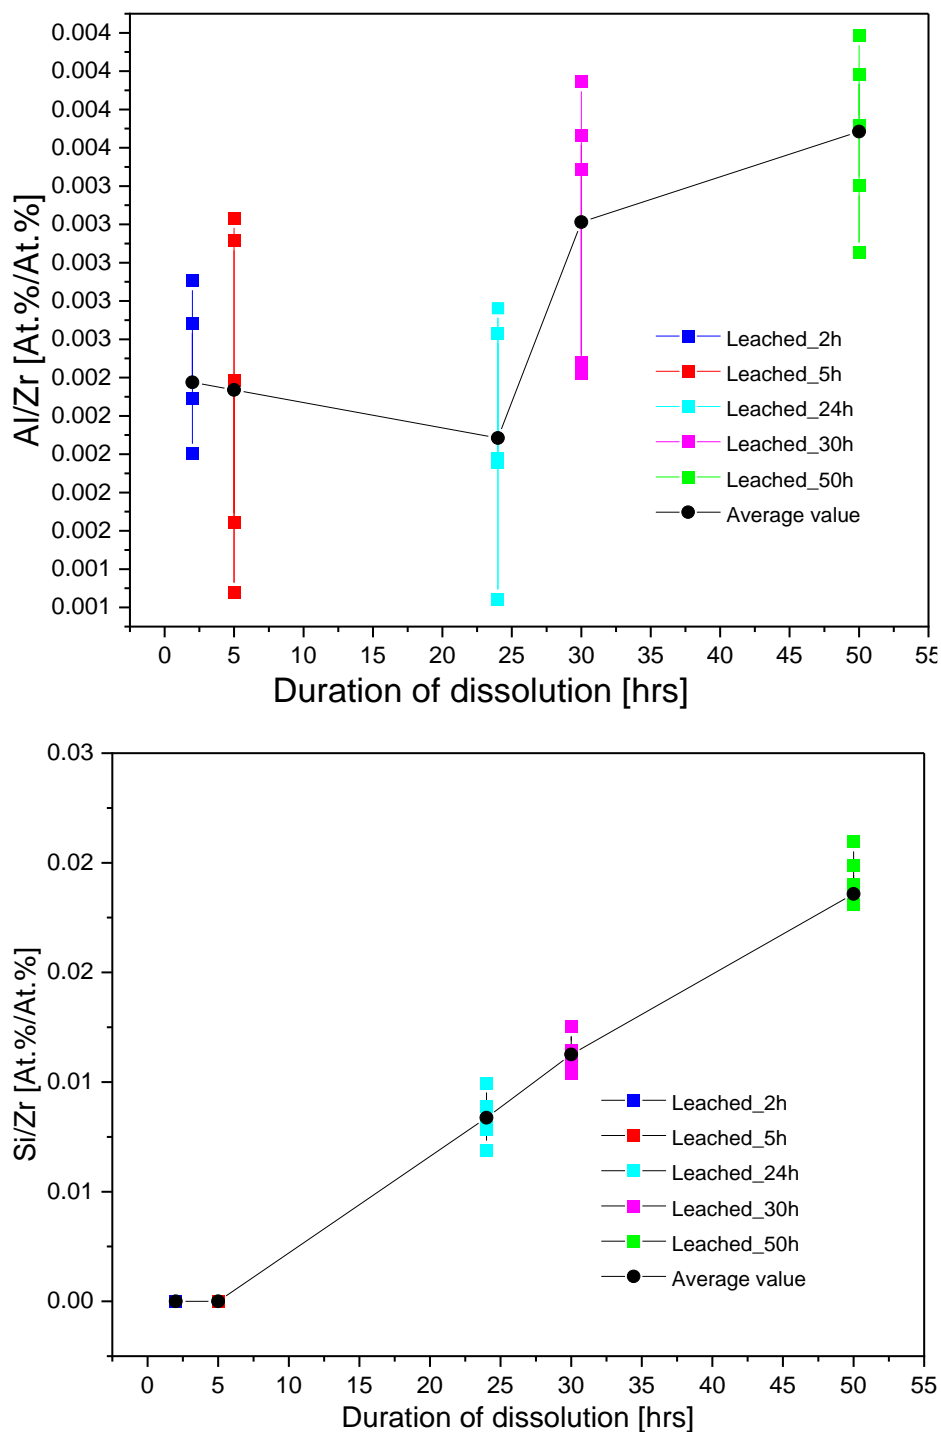 Al/Zr [At.%/At.%]
0.004
0.004
0.004
0.004
0.003
0.003
0.003
0.003
0.003
0.002
0.002
0.002
0.002
0.002
0.001
0.001
Leached_2h
Leached_5h
Leached_24h
Leached_30h
Leached_50h
Average value
0 5 10 15 20 25 30 35 40 45 50 55
Duration of dissolution [hrs]
Si/Zr [At.%/At.%]
0.03
0.02
0.02
0.01
0.01
0.00
Leached_2h
Leached_5h
Leached_24h
Leached_30h
Leached_50h
Average value
0 5 10 15 20 25 30 35 40 45 50 55
Duration of dissolution [hrs]